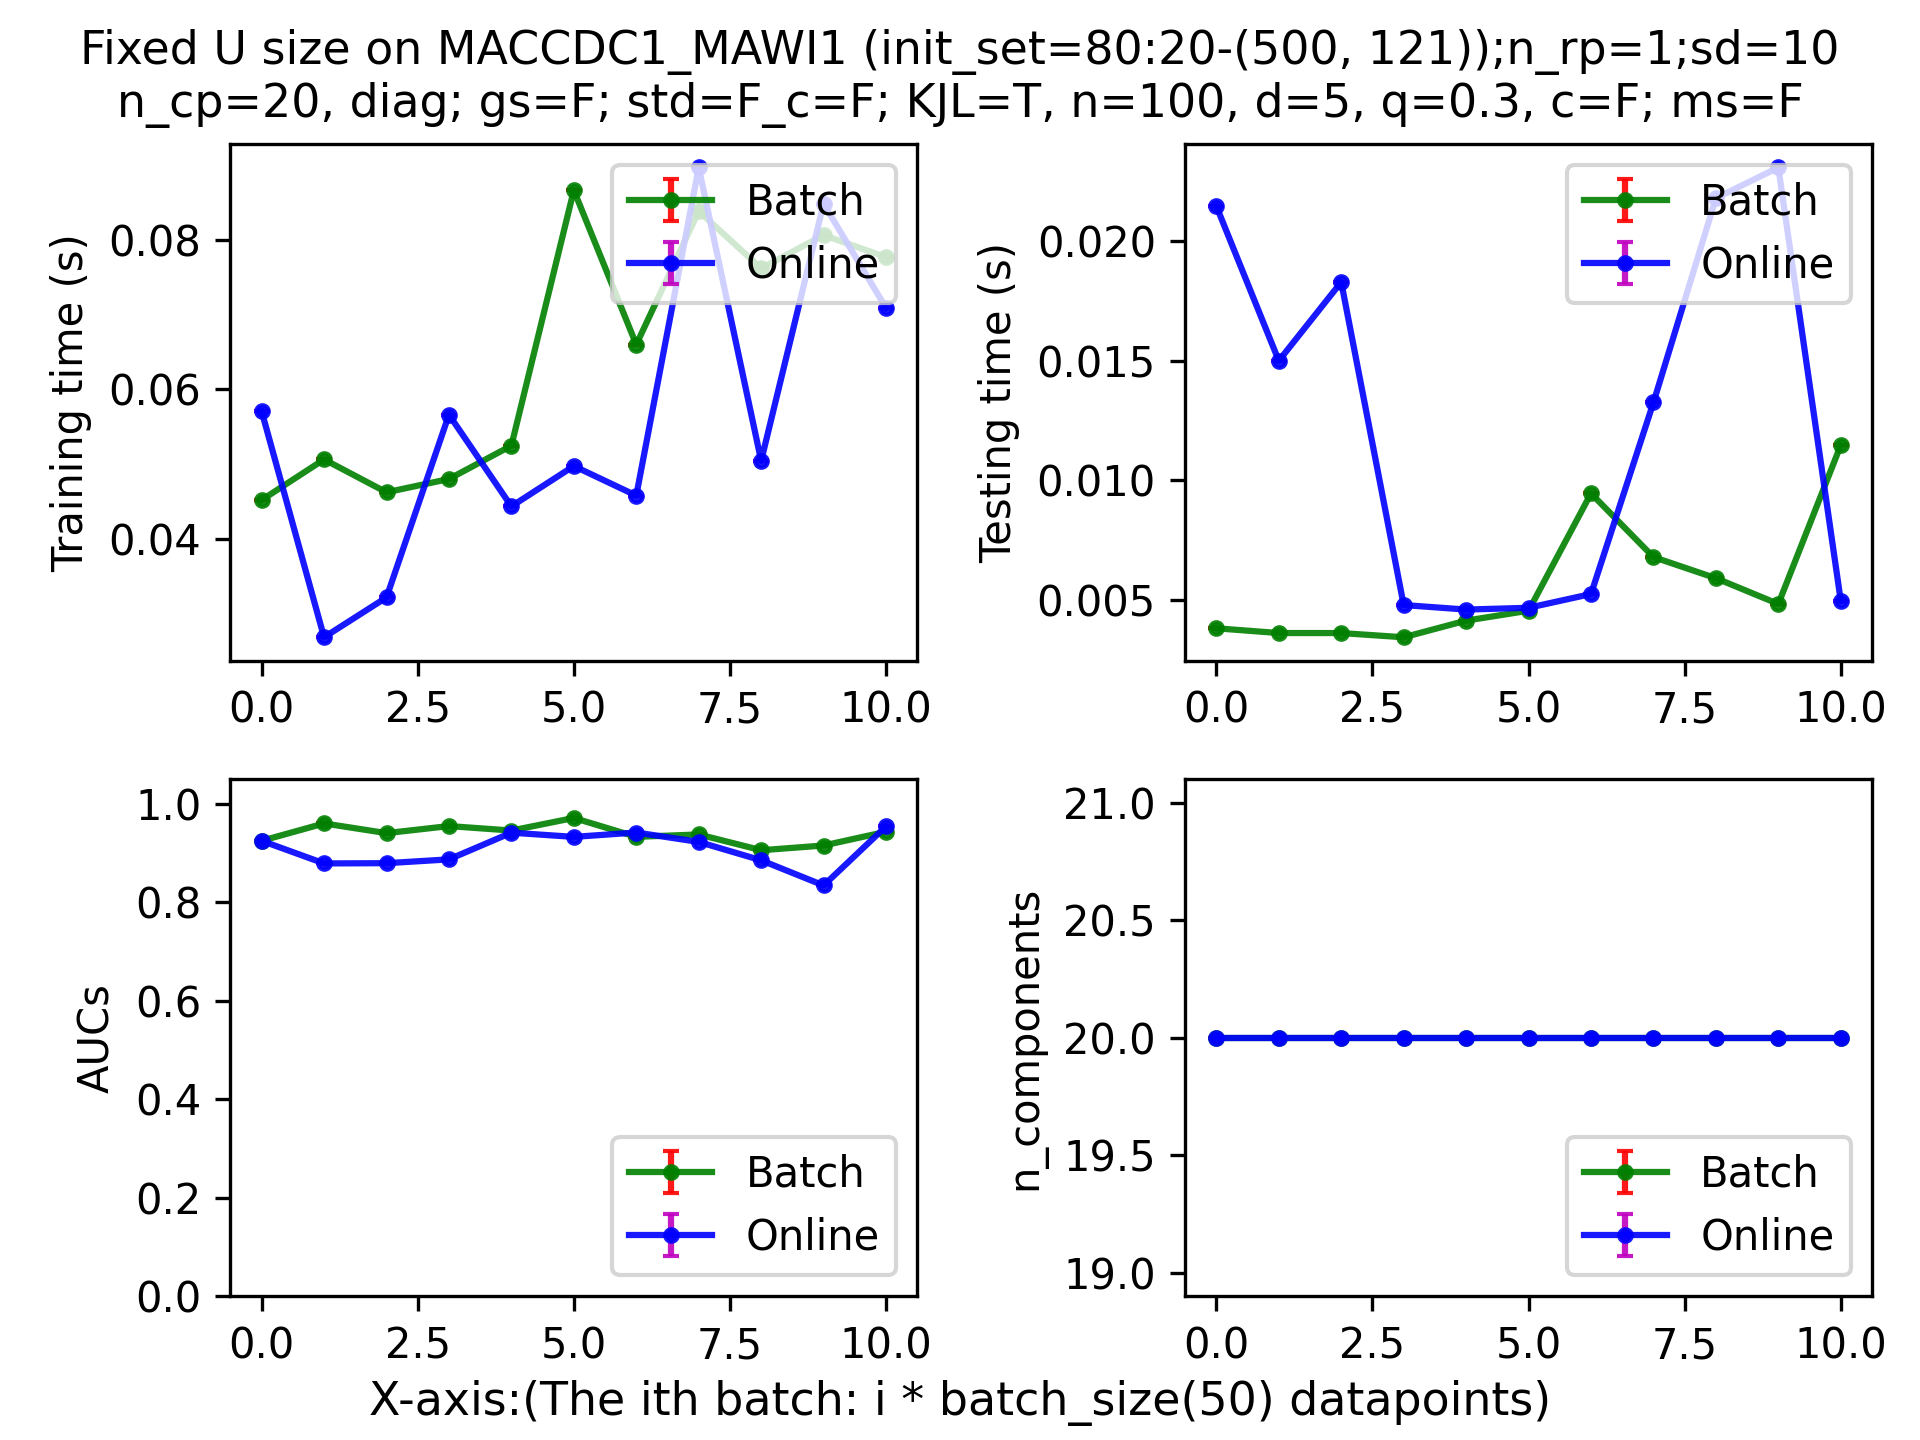 Fixed U size on MACCDC1_MAWI1 (init_set=80:20-(500, 121));n_rp=1;sd=10
n_cp=20, diag; gs=F; std=F_c=F; KJL=T, n=100, d=5, q=0.3, c=F; ms=F
Training time (s)
0.08
0.06
0.04
0.0 2.5 5.0 7.5 10.0
Batch
Online
Testing time (s)
0.020
0.015
0.010
0.005
0.0 2.5 5.0 7.5 10.0
Batch
Online
AUCs
1.0
0.8
0.6
0.4
0.2
0.0
0.0 2.5 5.0 7.5 10.0
Batch
Online
n_components
21.0
20.5
20.0
19.5
19.0
0.0 2.5 5.0 7.5 10.0
Batch
Online
X-axis:(The ith batch: i * batch_size(50) datapoints)